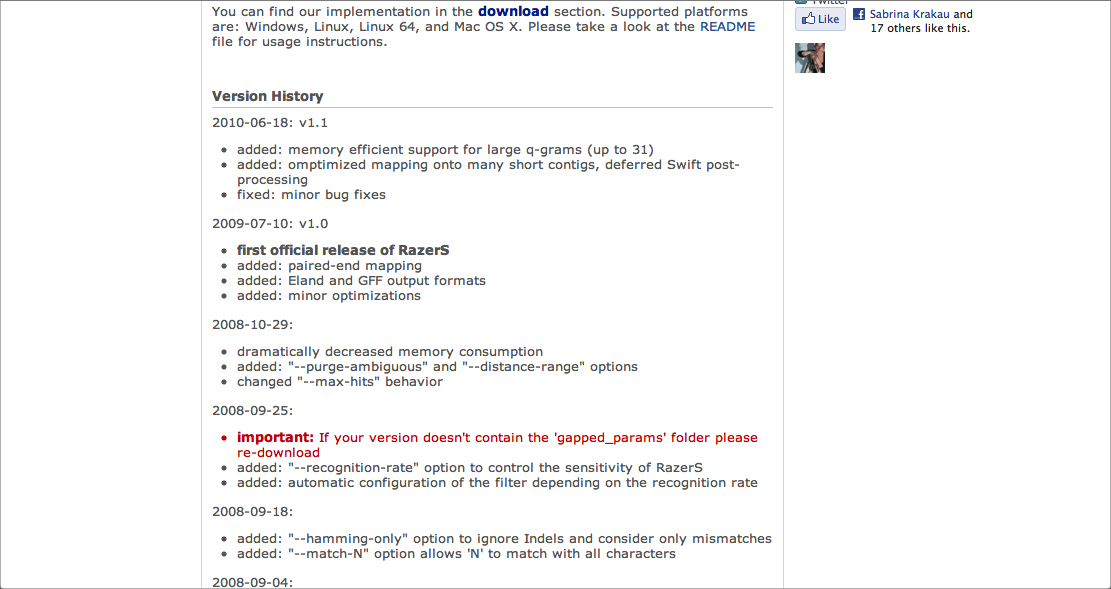 You can find our implementation in the download section. Supported platforms
are: Windows, Linux, Linux 64, and Mac OS X. Please take a look at the README
file for usage instructions.
Version History
2010-06-18: v1.1
• added: memory efficient support for large q-grams (up to 31)
• added: omptimized mapping onto many short contigs, deferred Swift post-
processing
• fixed: minor bug fixes
2009-07-10: v1.0
• first official release of RazerS
• added: paired-end mapping
• added: Eland and GFF output formats
• added: minor optimizations
2008-10-29:
• dramatically decreased memory consumption
• added: "--purge-ambiguous" and "--distance-range" options
• changed "--max-hits" behavior
2008-09-25:
• important: If your version doesn't contain the 'gapped_params' folder please
re-download
• added: "--recognition-rate" option to control the sensitivity of RazerS
• added: automatic configuration of the filter depending on the recognition rate
2008-09-18:
• added: "--hamming-only" option to ignore Indels and consider only mismatches
• added: "--match-N" option allows 'N' to match with all characters
2008-09-04:
Twitter
Like
Sabrina Krakau and
17 others like this.